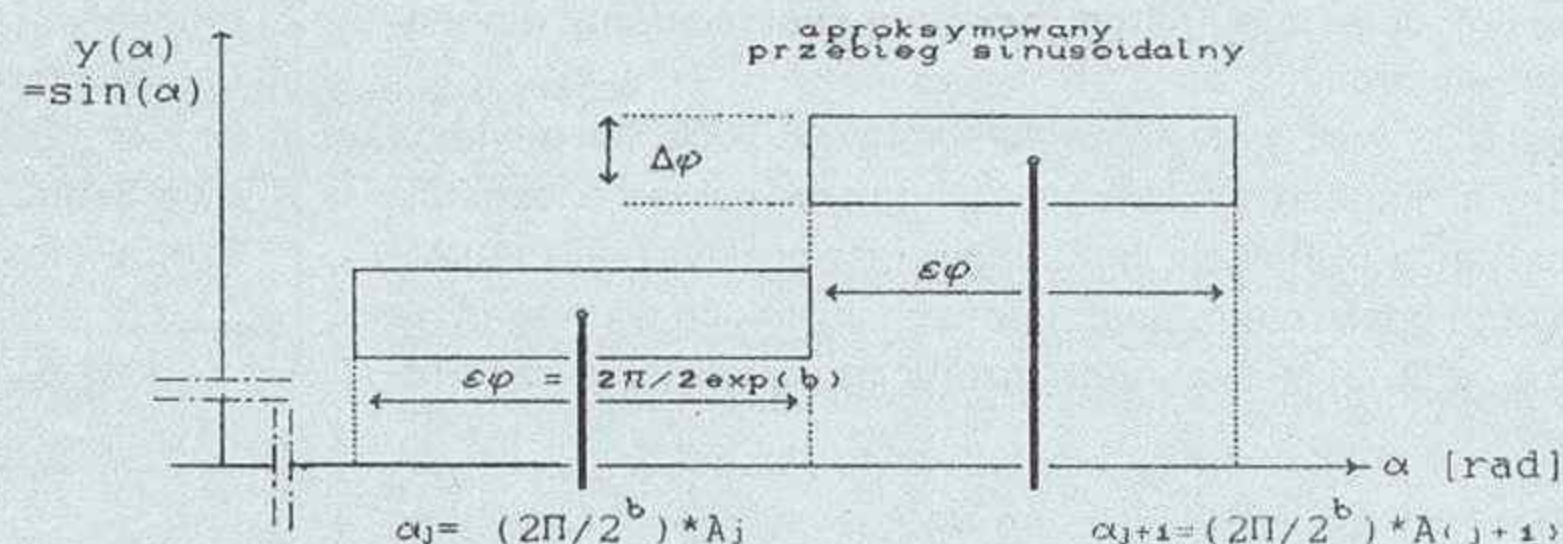 y(α)
=sin(α)
aproksymowany
przebieg sinusoidalny
Δφ
εφ
εφ = 2π/2exp(b)
α [rad]
αj= (2Π/2^b)*Aj
αj+1=(2Π/2^b)*A(j+1)